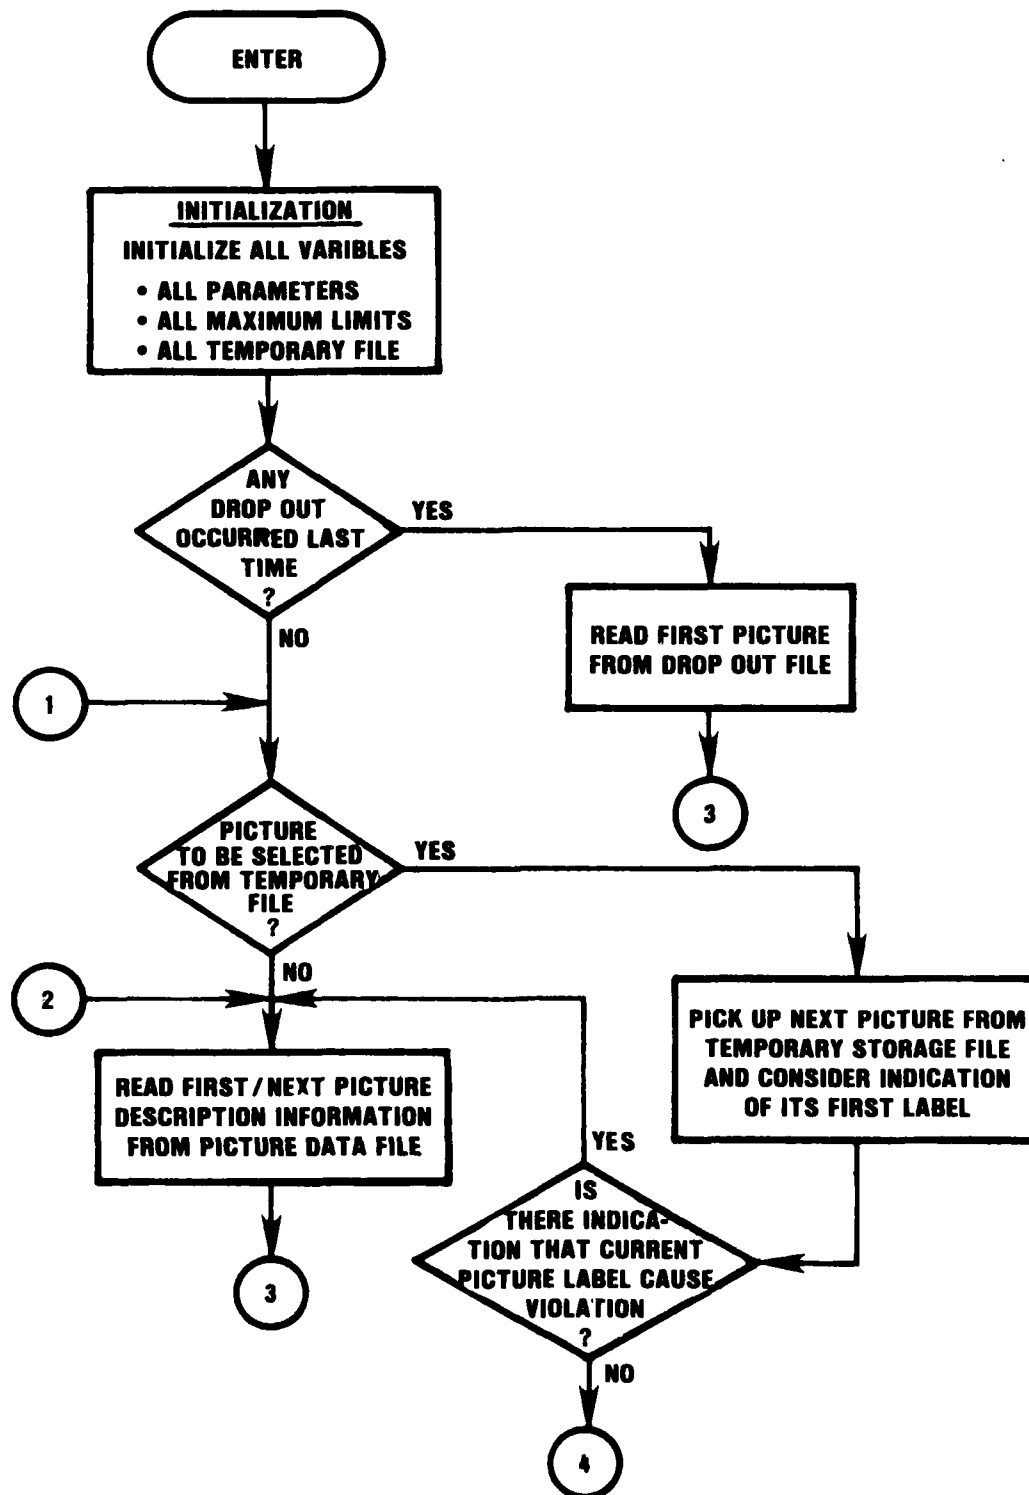 ENTER
INITIALIZATION
INITIALIZE ALL VARIBLES
• ALL PARAMETERS
• ALL MAXIMUM LIMITS
• ALL TEMPORARY FILE
ANY
DROP OUT
OCCURRED LAST
TIME
?
YES
NO
READ FIRST PICTURE
FROM DROP OUT FILE
1
3
PICTURE
TO BE SELECTED
FROM TEMPORARY
FILE
?
YES
NO
2
PICK UP NEXT PICTURE FROM
TEMPORARY STORAGE FILE
AND CONSIDER INDICATION
OF ITS FIRST LABEL
READ FIRST/NEXT PICTURE
DESCRIPTION INFORMATION
FROM PICTURE DATA FILE
3
YES
IS
THERE INDICA-
TION THAT CURRENT
PICTURE LABEL CAUSE
VIOLATION
?
NO
4